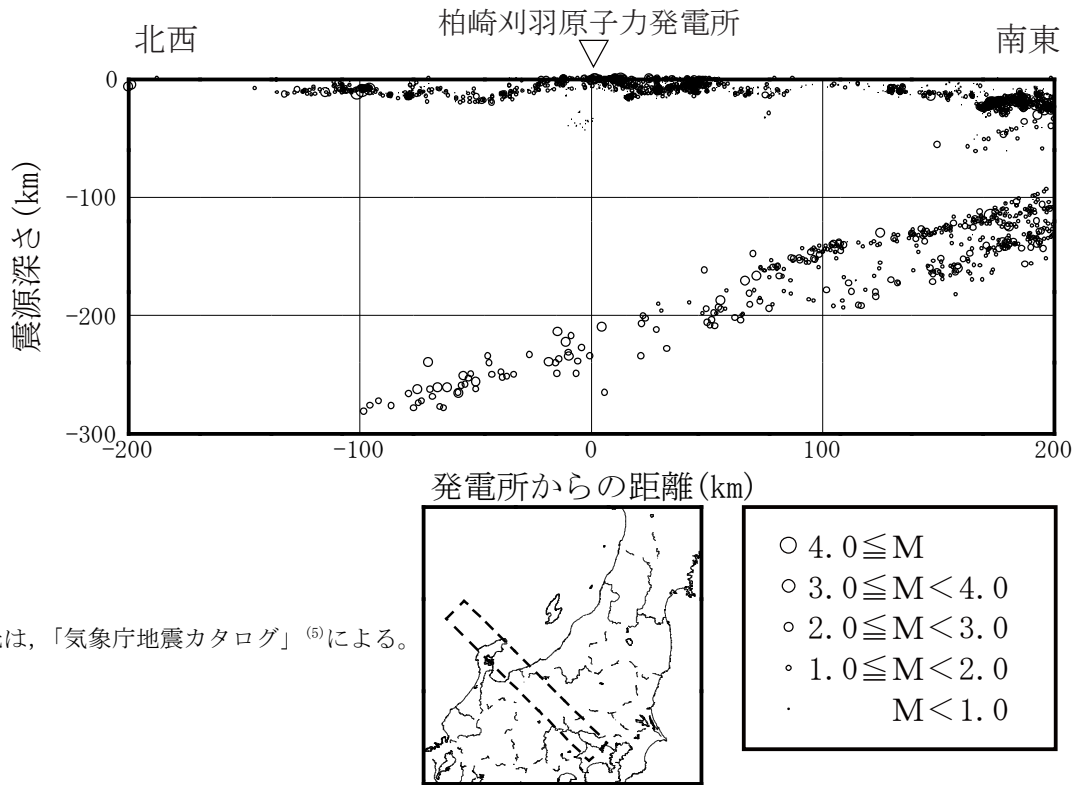 柏崎刈羽原子力発電所
北西
南東
0
-100
-200
-300
震源深さ(km)
-200
-100
0
100
200
発電所からの距離(km)
は,「気象庁地震カタログ」⁽⁵⁾による。
4.0≦M
3.0≦M<4.0
2.0≦M<3.0
1.0≦M<2.0
M<1.0